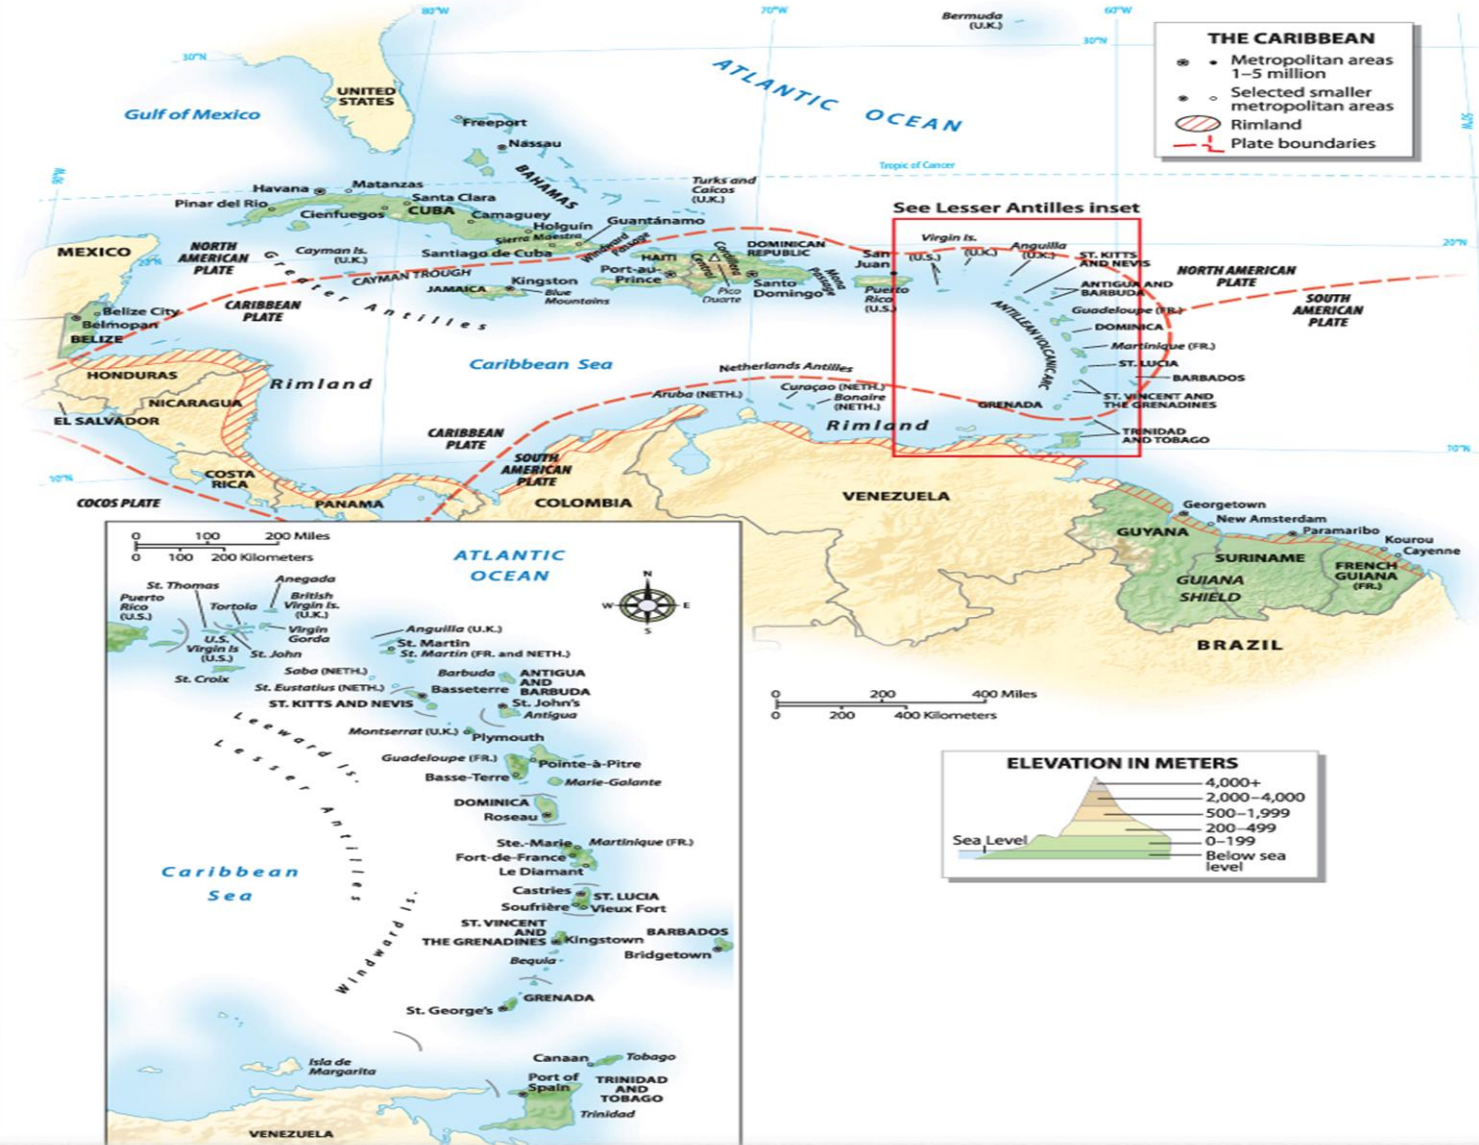 80°W
70°W
60°W
Bermuda
(U.K.)
30°N
30°N
50°W
THE CARIBBEAN
Metropolitan areas
1–5 million
Selected smaller
metropolitan areas
Rimland
Plate boundaries
UNITED
STATES
Gulf of Mexico
ATLANTIC OCEAN
Freeport
Nassau
BAHAMAS
Tropic of Cancer
90°W
Havana
Matanzas
Pinar del Rio
Santa Clara
Cienfuegos
CUBA
Camaguey
Holguín
Guantánamo
Sierra Maestra
Santiago de Cuba
Windward
Passage
Turks and
Caicos
(U.K.)
See Lesser Antilles inset
MEXICO
NORTH
AMERICAN
PLATE
20°N
20°N
Cayman Is.
(U.K.)
Greater Antilles
CAYMAN TROUGH
JAMAICA
Kingston
Blue
Mountains
HAITI
Port-au-
Prince
Cordillera
Central
DOMINICAN
REPUBLIC
Pico
Duarte
Santo
Domingo
Mona
Passage
San
Juan
Puerto
Rico
(U.S.)
Virgin Is.
(U.S.)
(U.K.)
Anguilla
(U.K.)
ST. KITTS
AND NEVIS
ANTIGUA AND
BARBUDA
Guadeloupe (FR.)
DOMINICA
Martinique (FR.)
ST. LUCIA
BARBADOS
ST. VINCENT AND
THE GRENADINES
GRENADA
TRINIDAD
AND TOBAGO
ANTILLEAN VOLCANIC ARC
NORTH AMERICAN
PLATE
SOUTH
AMERICAN
PLATE
Belize City
Belmopan
BELIZE
CARIBBEAN
PLATE
Caribbean Sea
HONDURAS
Rimland
NICARAGUA
EL SALVADOR
Netherlands Antilles
Aruba (NETH.)
Curaçao (NETH.)
Bonaire
(NETH.)
Rimland
CARIBBEAN
PLATE
SOUTH
AMERICAN
PLATE
10°N
10°N
COSTA
RICA
COCOS PLATE
PANAMA
COLOMBIA
VENEZUELA
Georgetown
New Amsterdam
Paramaribo
Kourou
Cayenne
GUYANA
SURINAME
FRENCH
GUIANA
(FR.)
GUIANA
SHIELD
BRAZIL
0 200 400 Miles
0 200 400 Kilometers
ELEVATION IN METERS
4,000+
2,000–4,000
500–1,999
200–499
0–199
Below sea
level
Sea Level
0 100 200 Miles
0 100 200 Kilometers
ATLANTIC
OCEAN
N
W E
S
St. Thomas
Anegada
Puerto
Rico
(U.S.)
Tortola
British
Virgin Is.
(U.K.)
Virgin
Gorda
U.S.
Virgin Is
(U.S.)
St. John
St. Croix
Anguilla (U.K.)
St. Martin
St. Martin (FR. and NETH.)
Saba (NETH.)
Barbuda
ANTIGUA
AND
BARBUDA
St. Eustatius (NETH.)
Basseterre
ST. KITTS AND NEVIS
St. John's
Antigua
Leeward Is.
Lesser Antilles
Montserrat (U.K.)
Plymouth
Guadeloupe (FR.)
Pointe-à-Pitre
Basse-Terre
Marie-Galante
DOMINICA
Roseau
Ste.-Marie
Martinique (FR.)
Fort-de-France
Le Diamant
Caribbean
Sea
Castries
ST. LUCIA
Soufrière
Vieux Fort
Windward Is.
ST. VINCENT
AND
THE GRENADINES
Kingstown
BARBADOS
Bridgetown
Bequia
GRENADA
St. George's
Isla de
Margarita
Canaan
Tobago
Port of
Spain
TRINIDAD
AND
TOBAGO
Trinidad
VENEZUELA